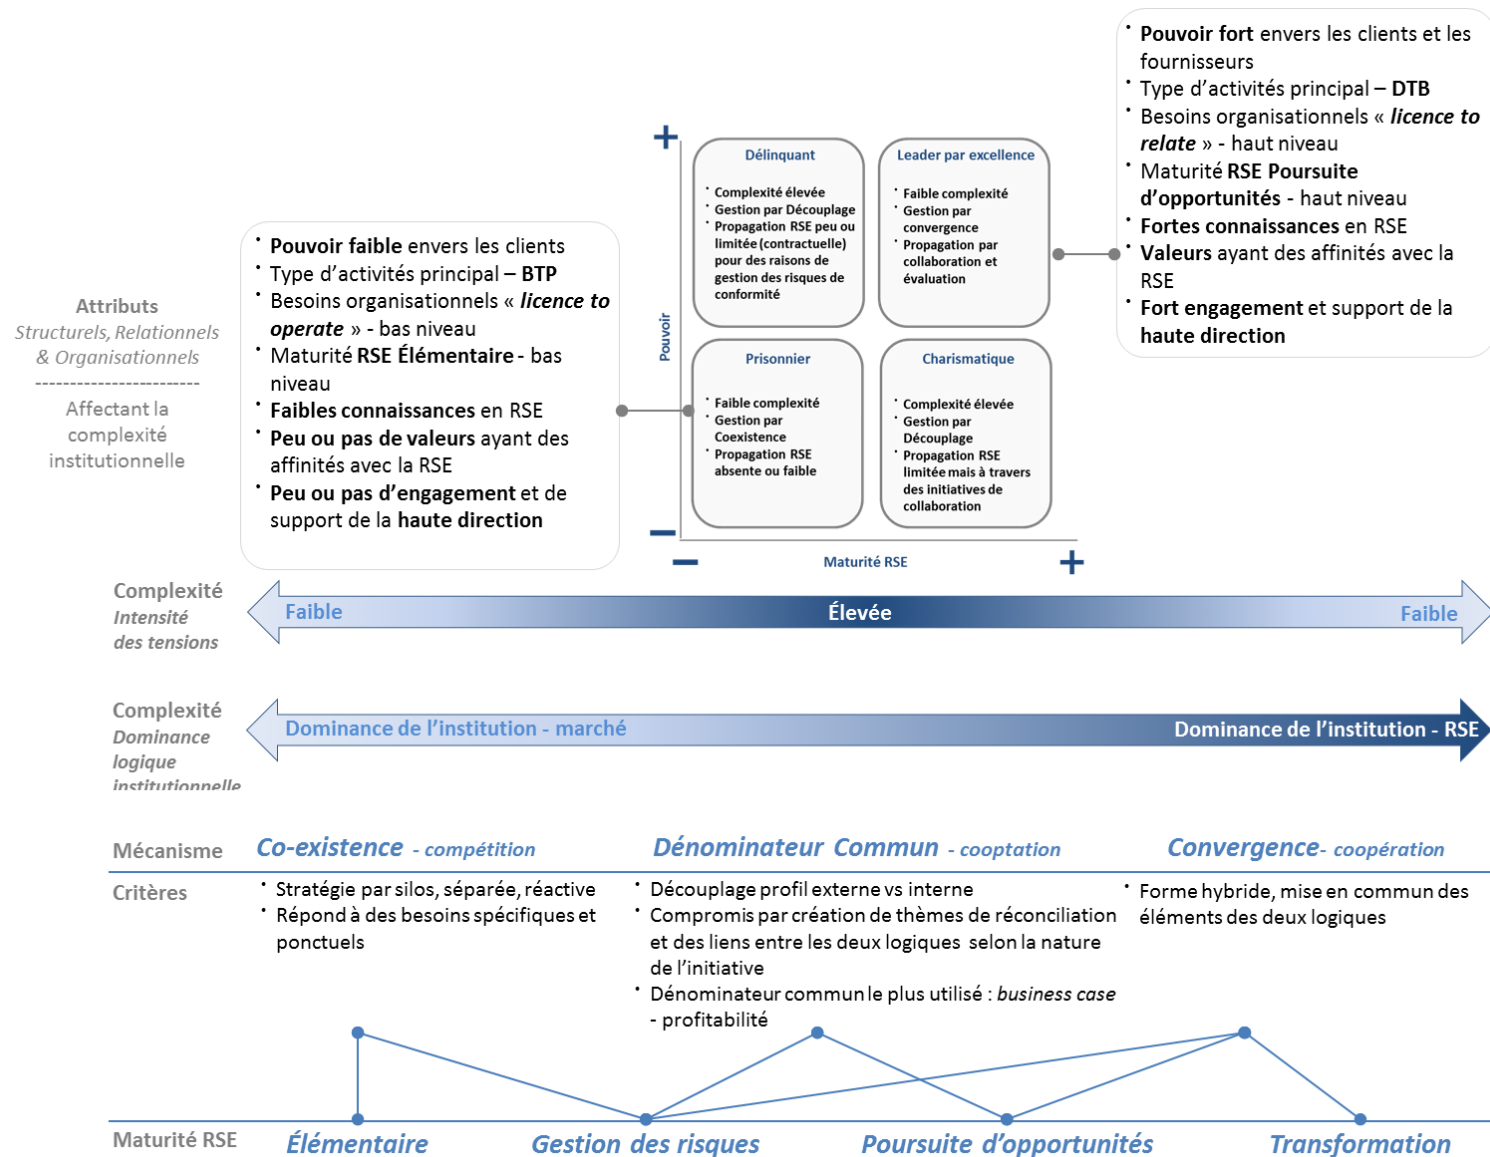 Pouvoir fort envers les clients et les
fournisseurs
Type d'activités principal – DTB
Besoins organisationnels « licence to
relate » - haut niveau
Maturité RSE Poursuite
d'opportunités - haut niveau
Fortes connaissances en RSE
Valeurs ayant des affinités avec la
RSE
Fort engagement et support de la
haute direction
+
Délinquant
Complexité élevée
Gestion par Découplage
Propagation RSE peu ou
limitée (contractuelle)
pour des raisons de
gestion des risques de
conformité
Leader par excellence
Faible complexité
Gestion par
convergence
Propagation par
collaboration et
évaluation
Pouvoir
Prisonnier
Faible complexité
Gestion par
Coexistence
Propagation RSE
absente ou faible
Charismatique
Complexité élevée
Gestion par
Découplage
Propagation RSE
limitée mais à travers
des initiatives de
collaboration
–
–
Maturité RSE
+
Pouvoir faible envers les clients
Type d'activités principal – BTP
Besoins organisationnels « licence to
operate » - bas niveau
Maturité RSE Élémentaire - bas
niveau
Faibles connaissances en RSE
Peu ou pas de valeurs ayant des
affinités avec la RSE
Peu ou pas d'engagement et de
support de la haute direction
Attributs
Structurels, Relationnels
& Organisationnels
------------------------
Affectant la
complexité
institutionnelle
Complexité
Intensité
des tensions
Faible
Élevée
Faible
Complexité
Dominance
logique
institutionnelle
Dominance de l'institution - marché
Dominance de l'institution - RSE
Mécanisme
Co-existence - compétition
Dénominateur Commun - cooptation
Convergence- coopération
Critères
Stratégie par silos, séparée, réactive
Répond à des besoins spécifiques et
ponctuels
Découplage profil externe vs interne
Compromis par création de thèmes de réconciliation
et des liens entre les deux logiques selon la nature
de l'initiative
Dénominateur commun le plus utilisé : business case
- profitabilité
Forme hybride, mise en commun des
éléments des deux logiques
Maturité RSE
Élémentaire
Gestion des risques
Poursuite d'opportunités
Transformation